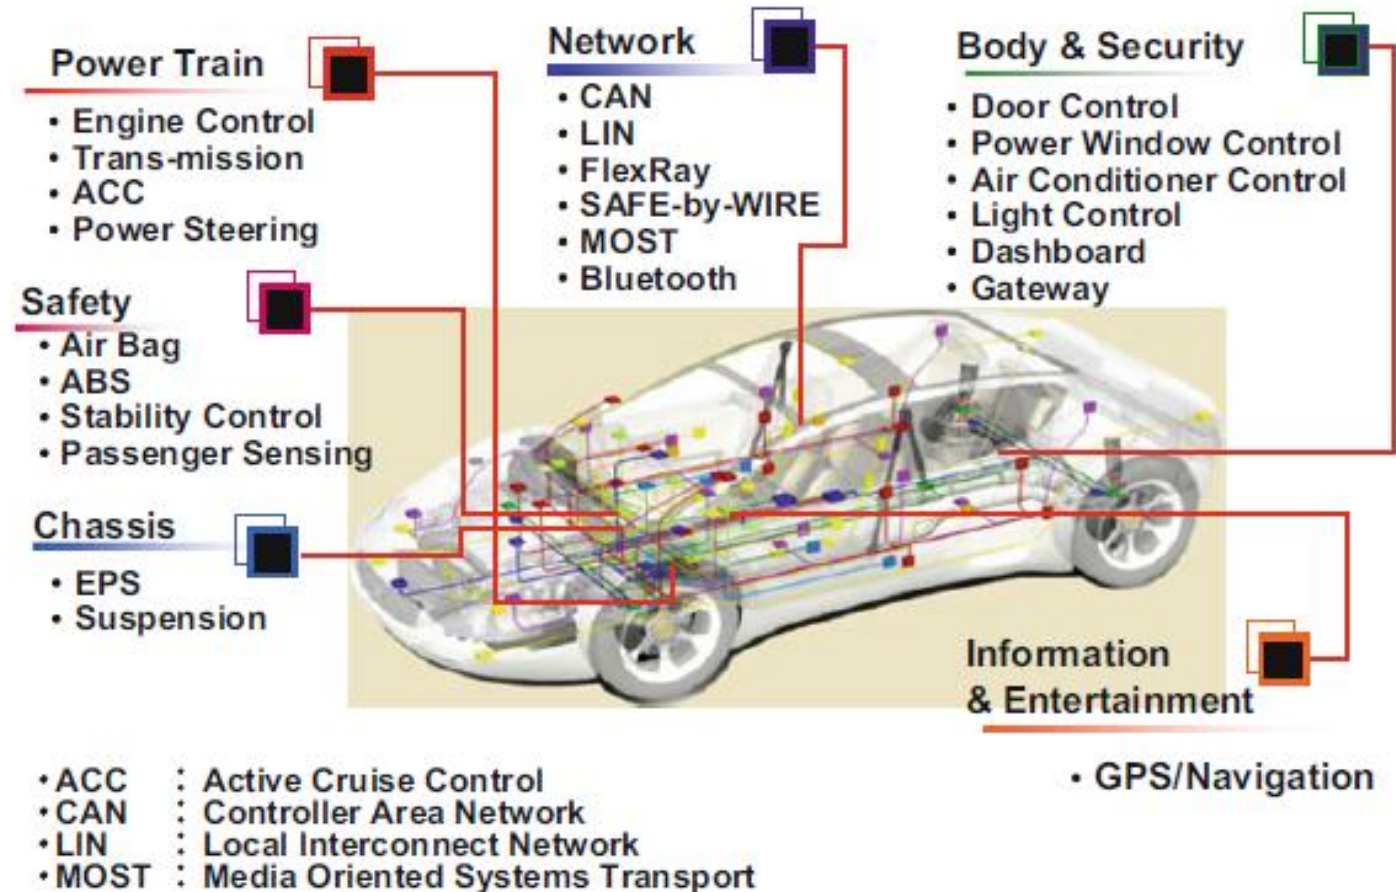 Power Train
• Engine Control
• Trans-mission
• ACC
• Power Steering
Network
• CAN
• LIN
• FlexRay
• SAFE-by-WIRE
• MOST
• Bluetooth
Body & Security
• Door Control
• Power Window Control
• Air Conditioner Control
• Light Control
• Dashboard
• Gateway
Safety
• Air Bag
• ABS
• Stability Control
• Passenger Sensing
Chassis
• EPS
• Suspension
Information
& Entertainment
• GPS/Navigation
• ACC : Active Cruise Control
• CAN : Controller Area Network
• LIN : Local Interconnect Network
• MOST : Media Oriented Systems Transport